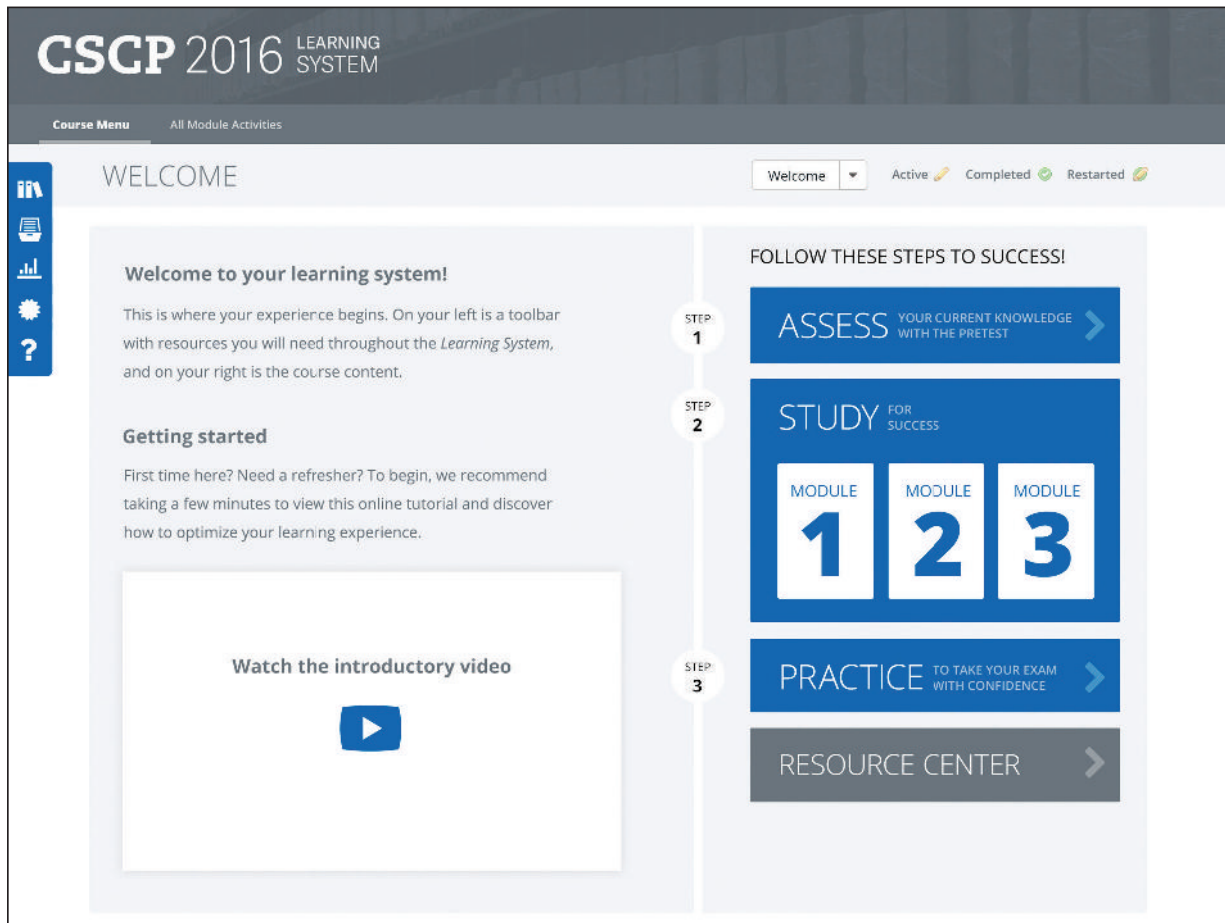 CSCP 2016 LEARNING
SYSTEM
Course Menu All Module Activities
WELCOME
Welcome Active Completed Restarted
?
Welcome to your learning system!
This is where your experience begins. On your left is a toolbar
with resources you will need throughout the Learning System,
and on your right is the course content.
Getting started
First time here? Need a refresher? To begin, we recommend
taking a few minutes to view this online tutorial and discover
how to optimize your learning experience.
Watch the introductory video
FOLLOW THESE STEPS TO SUCCESS!
STEP
1
ASSESS YOUR CURRENT KNOWLEDGE
WITH THE PRETEST
STEP
2
STUDY FOR
SUCCESS
MODULE
1
MODULE
2
MODULE
3
STEP
3
PRACTICE TO TAKE YOUR EXAM
WITH CONFIDENCE
RESOURCE CENTER